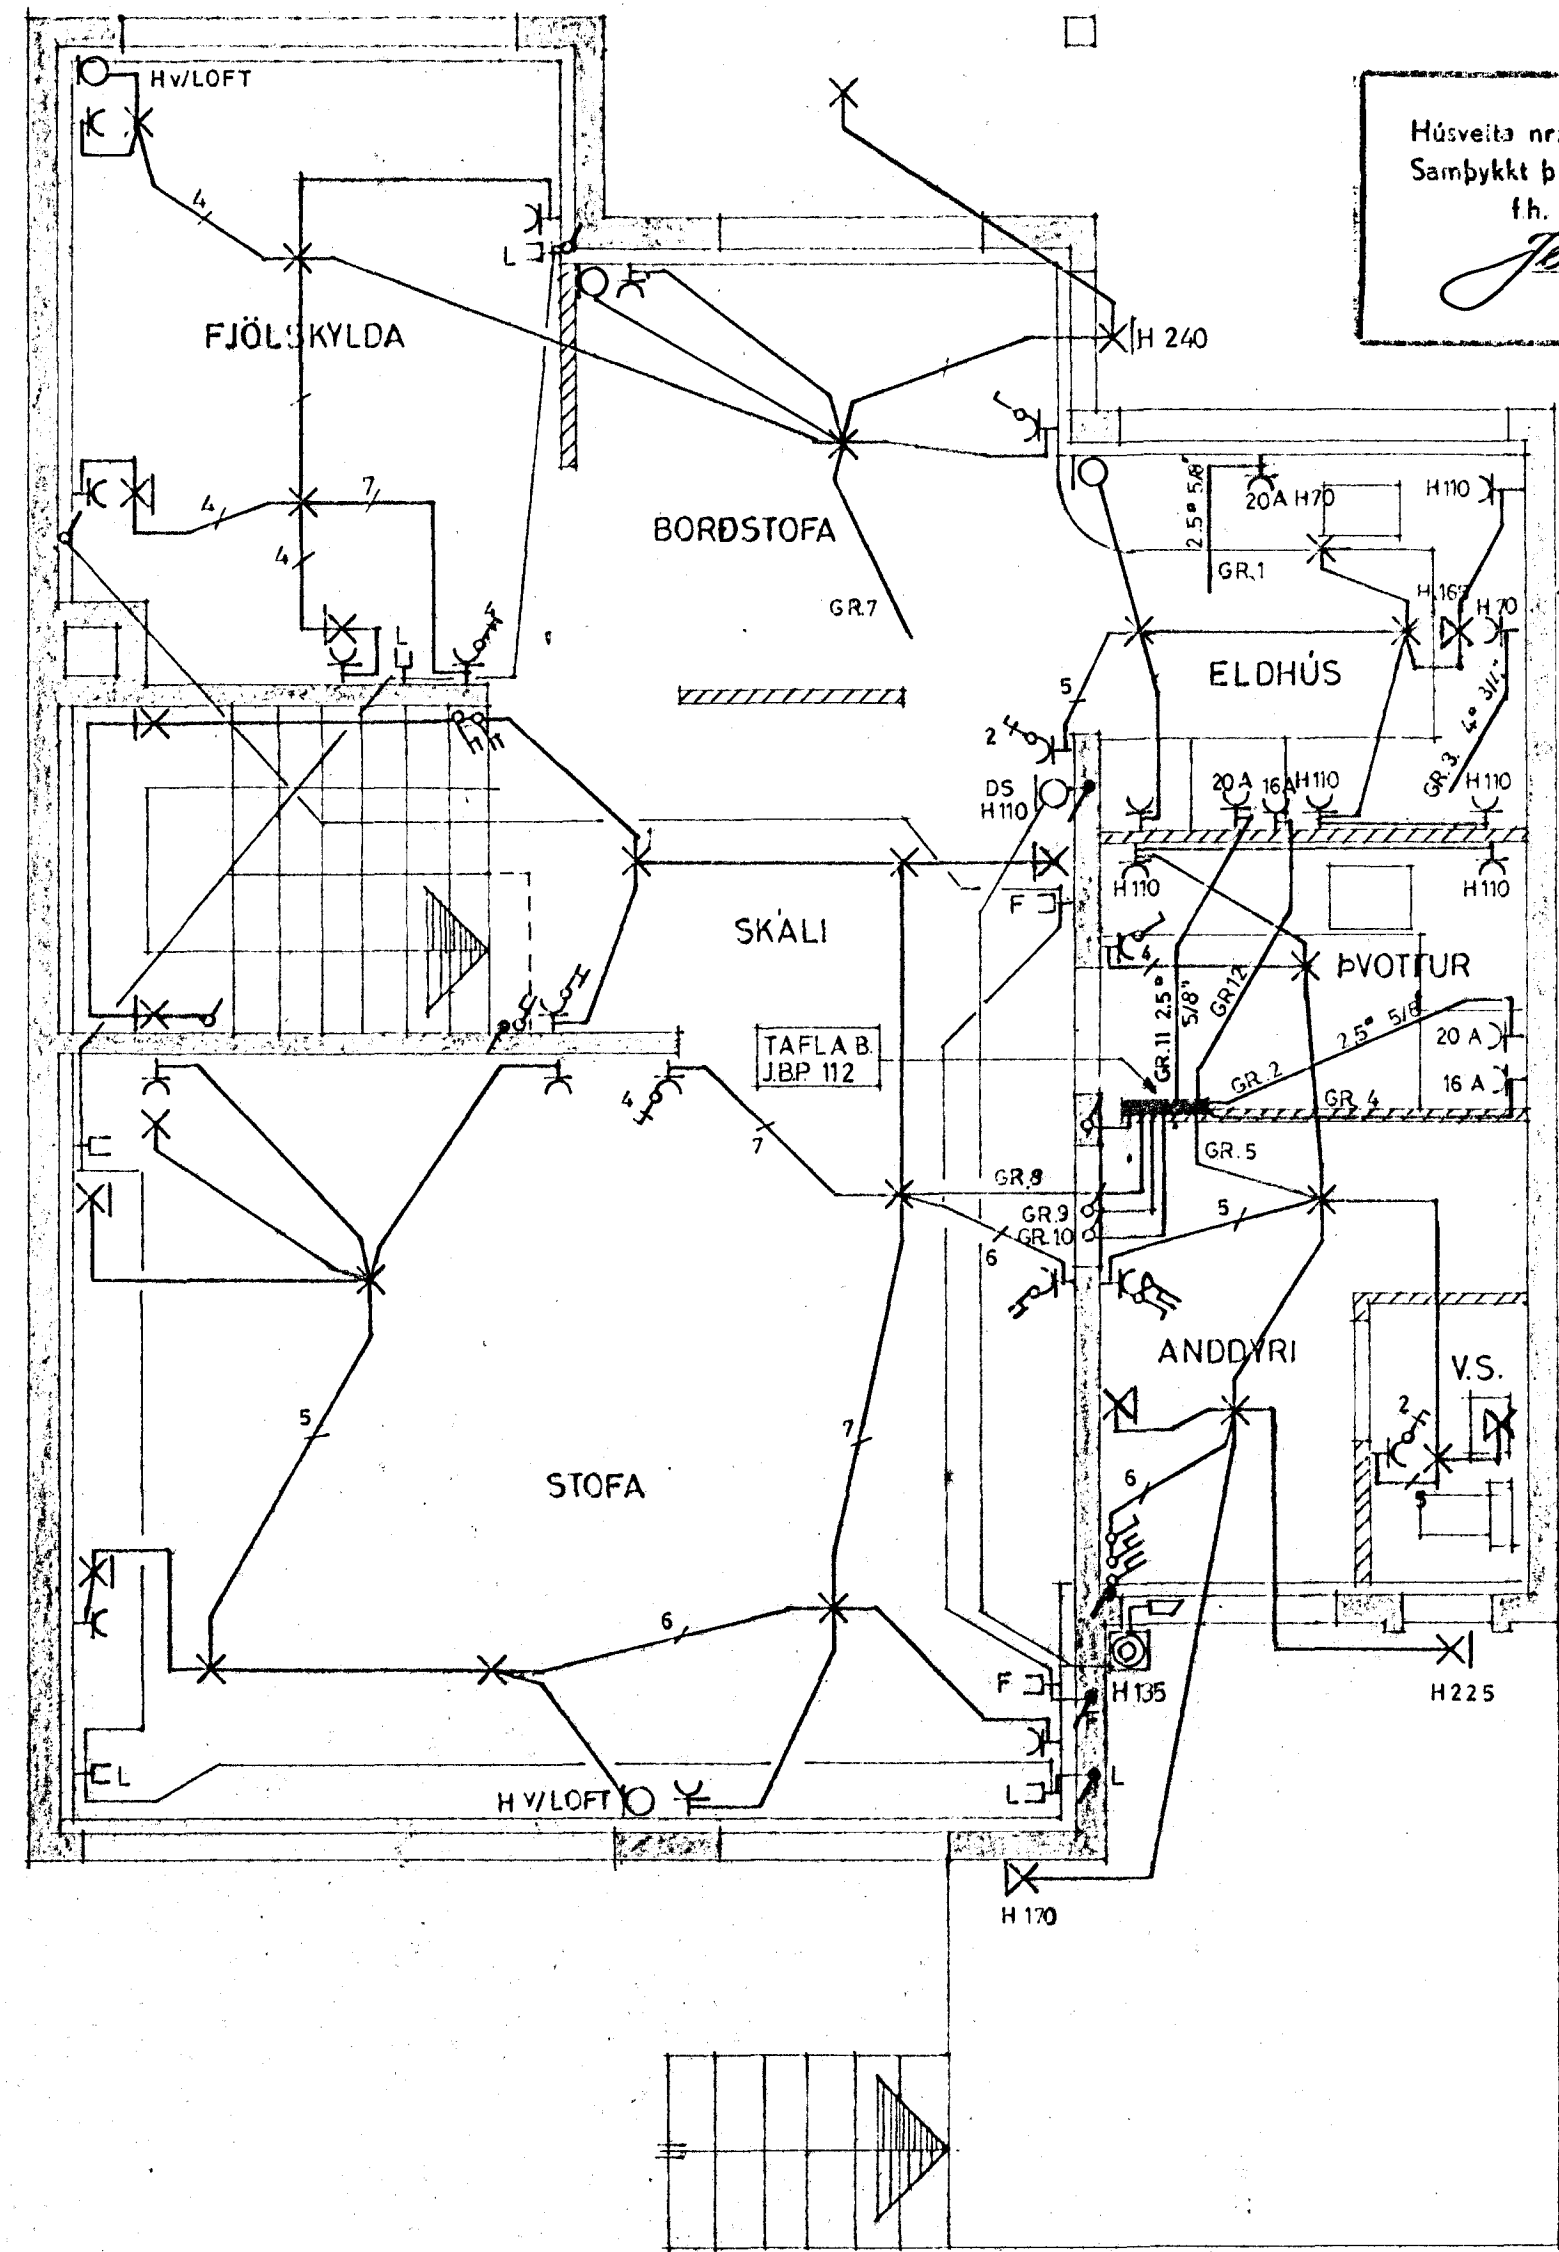 H v/LOFT
Húsveita nr.
Samþykkt þ
f.h.
4
L
FJÖLSKYLDA
H 240
7
4
4
20A H70
H110
2.5▫ 5/8"
BORÐSTOFA
GR.1
GR.7
H 70
4
L
ELDHÚS
5
2
GR.3. 4▫ 3/4"
DS
H 110
20 A
16 A
H110
H110
H110
H110
F
SKÁLI
4
ÞVOTTUR
GR.11 2.5▫
5/8"
GR 12
2.5▫ 5/8"
20 A
TAFLA B.
J.B.P. 112
16 A
GR.2
GR. 4
4
7
GR.5
GR.8
GR.9
GR.10
5
6
ANDDYRI
V.S.
5
7
2
6
5
STOFA
6
F
H 135
H 225
L
L
L
H V/LOFT
H 170